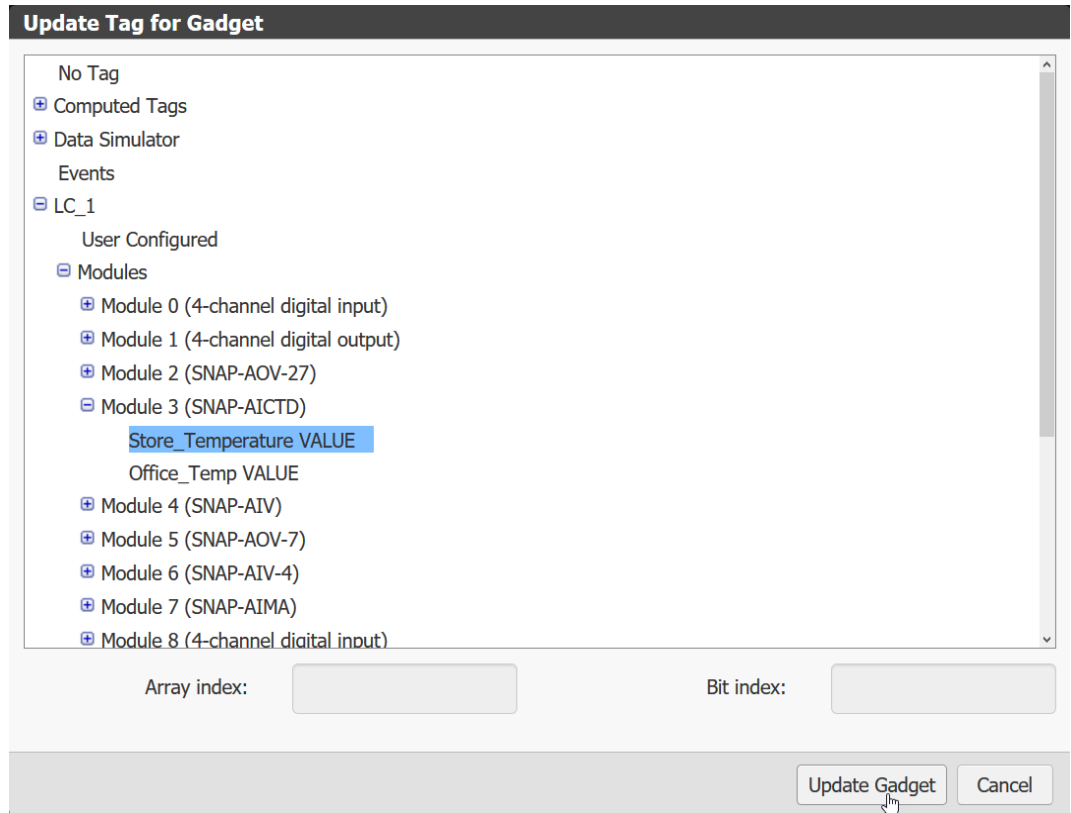 Update Tag for Gadget
No Tag
Computed Tags
Data Simulator
Events
LC_1
User Configured
Modules
Module 0 (4-channel digital input)
Module 1 (4-channel digital output)
Module 2 (SNAP-AOV-27)
Module 3 (SNAP-AICTD)
Store_Temperature VALUE
Office_Temp VALUE
Module 4 (SNAP-AIV)
Module 5 (SNAP-AOV-7)
Module 6 (SNAP-AIV-4)
Module 7 (SNAP-AIMA)
Module 8 (4-channel digital input)
Array index: Bit index:
Update Gadget Cancel